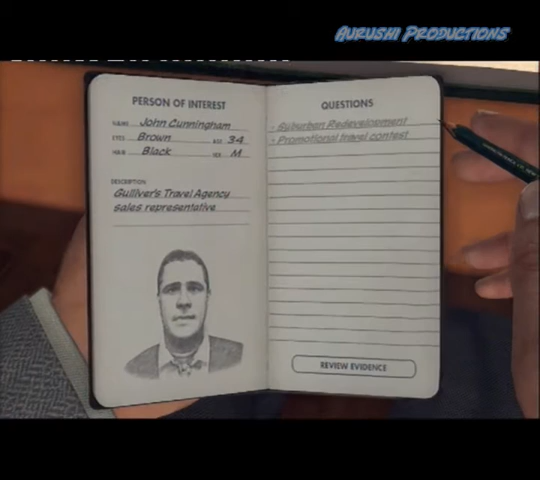 Aurushi Productions
PERSON OF INTEREST
NAME John Cunningham
EYES Brown AGE 34
HAIR Black SEX M
DESCRIPTION
Gulliver's Travel Agency
sales representative
QUESTIONS
- Suburban Redevelopment
- Promotional travel contest
REVIEW EVIDENCE